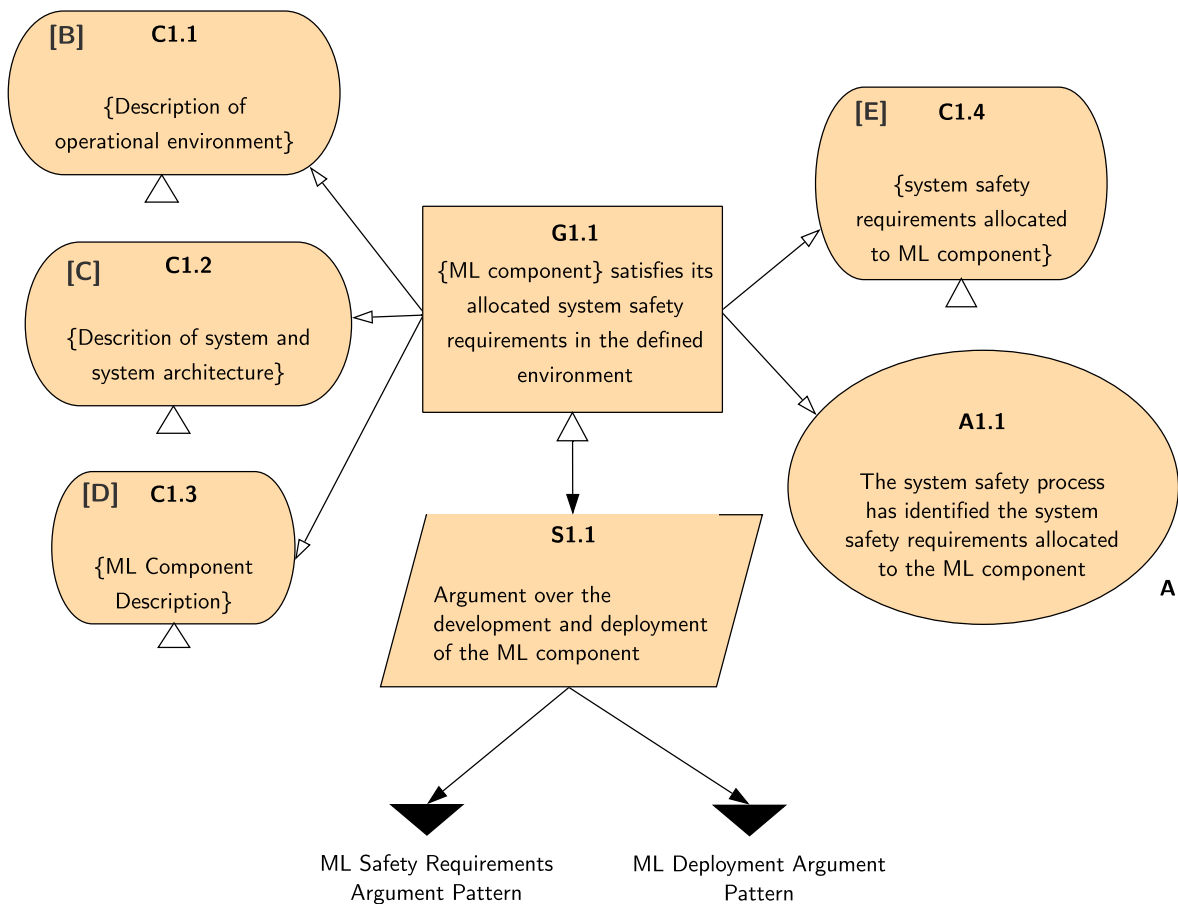 [B] C1.1
{Description of
operational environment}
[C] C1.2
{Descrition of system and
system architecture}
[D] C1.3
{ML Component
Description}
G1.1
{ML component} satisfies its
allocated system safety
requirements in the defined
environment
[E] C1.4
{system safety
requirements allocated
to ML component}
A1.1
The system safety process
has identified the system
safety requirements allocated
to the ML component
A
S1.1
Argument over the
development and deployment
of the ML component
ML Safety Requirements
Argument Pattern
ML Deployment Argument
Pattern